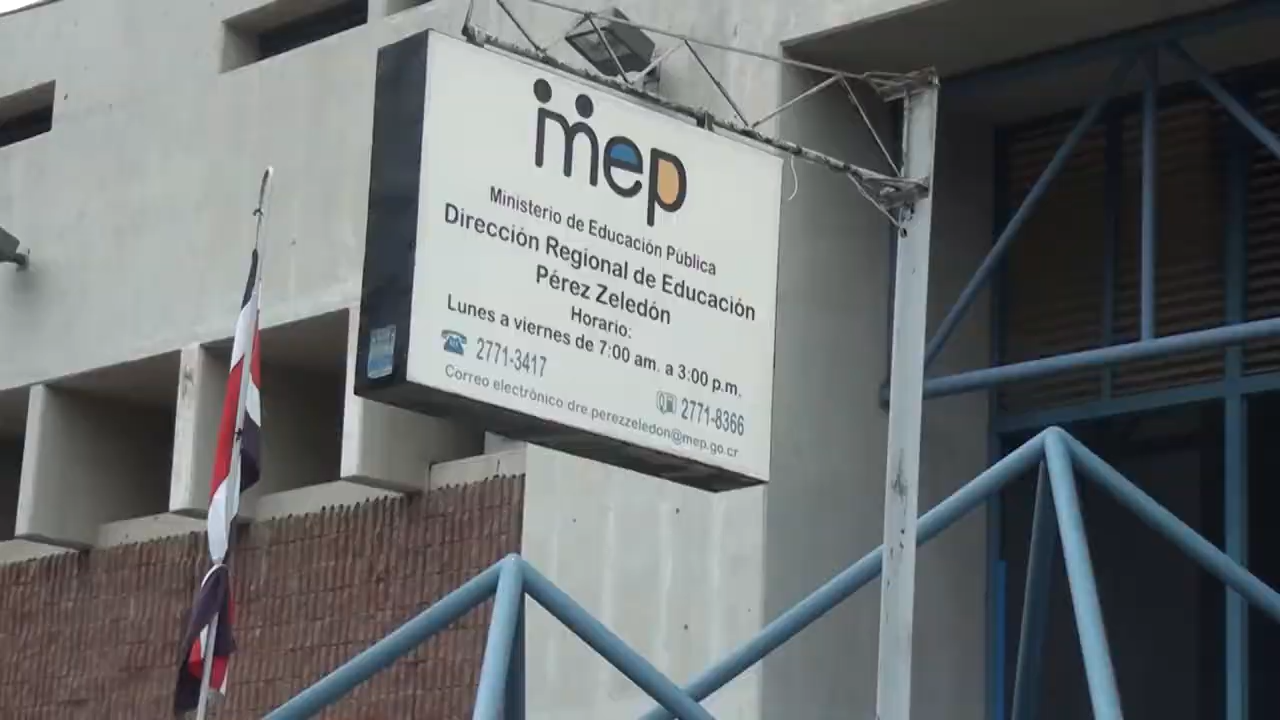 mep
Ministerio de Educación Pública
Dirección Regional de Educación
Pérez Zeledón
Horario:
Lunes a viernes de 7:00 am. a 3:00 p.m.
2771-3417
2771-8366
Correo electrónico dre.perezzeledon@mep.go.cr